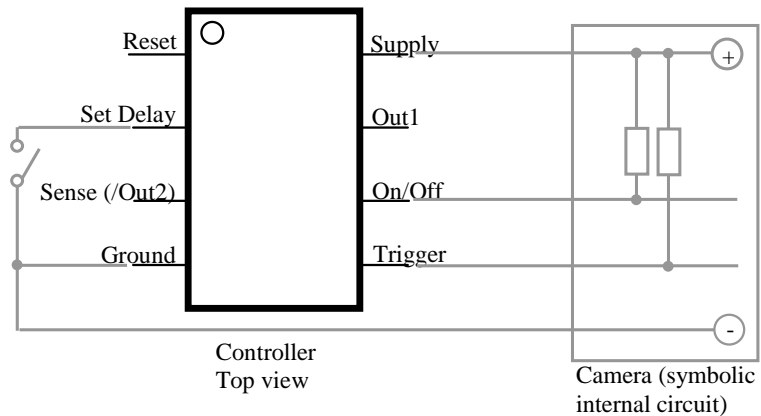 Reset
Supply
+
Set Delay
Out1
Sense (/Out2)
On/Off
Ground
Trigger
-
Controller
Top view
Camera (symbolic
internal circuit)